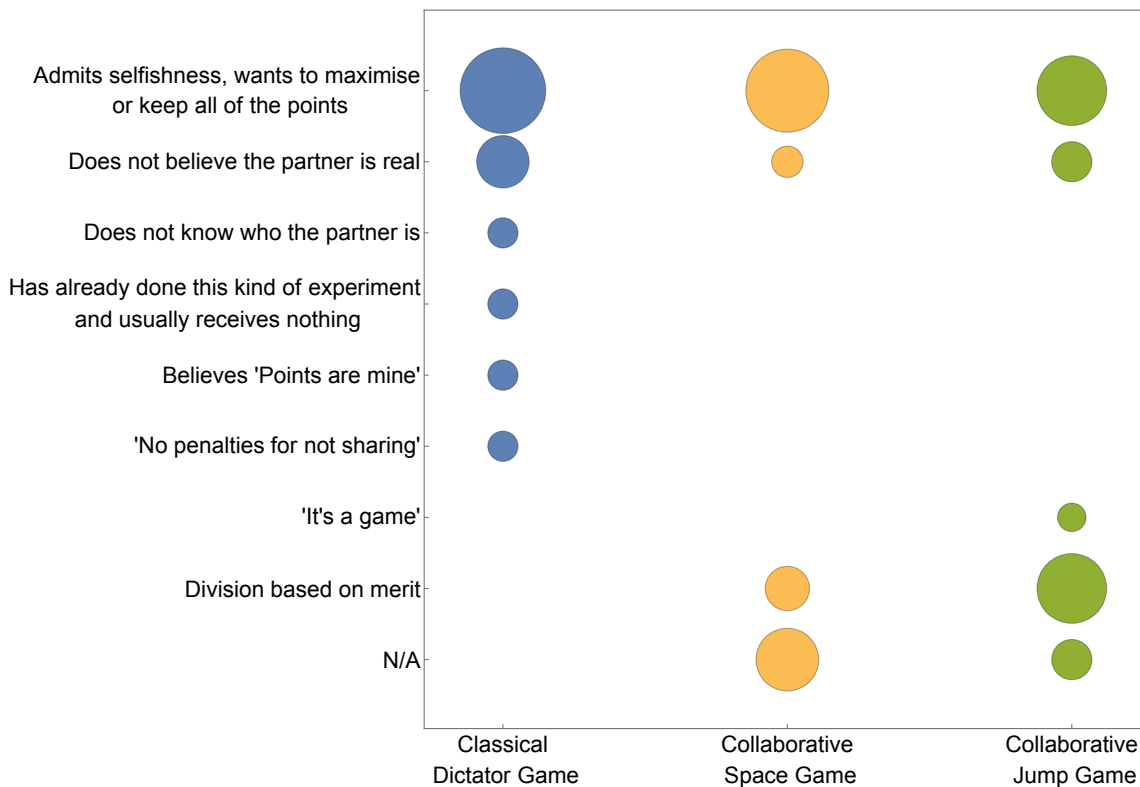 Admits selfishness, wants to maximise
or keep all of the points
Does not believe the partner is real
Does not know who the partner is
Has already done this kind of experiment
and usually receives nothing
Believes 'Points are mine'
'No penalties for not sharing'
'It's a game'
Division based on merit
N/A
Classical
Dictator Game
Collaborative
Space Game
Collaborative
Jump Game